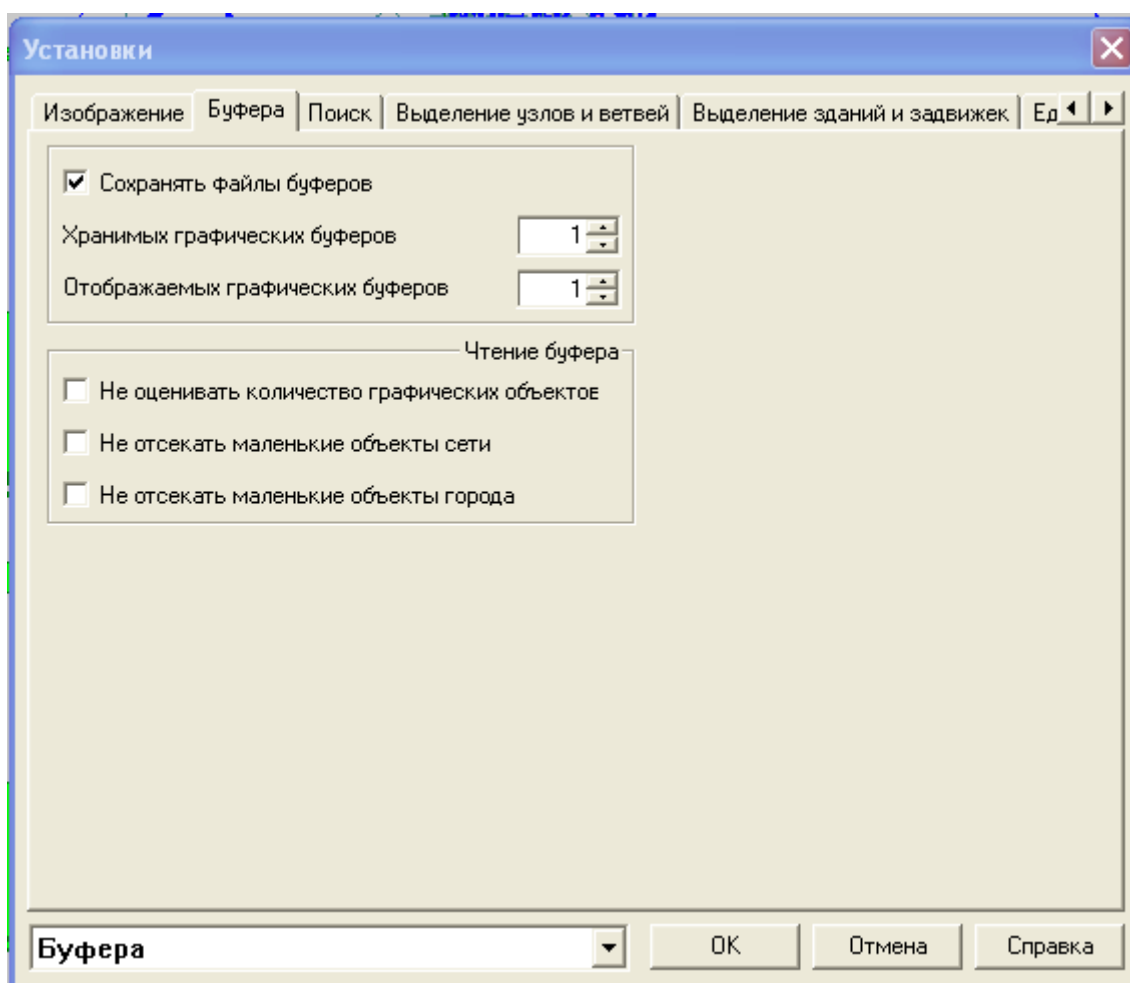 Установки
Изображение Буфера Поиск Выделение узлов и ветвей Выделение зданий и задвижек Ед
Сохранять файлы буферов
Хранимых графических буферов 1
Отображаемых графических буферов 1
Чтение буфера
Не оценивать количество графических объектов
Не отсекать маленькие объекты сети
Не отсекать маленькие объекты города
Буфера OK Отмена Справка